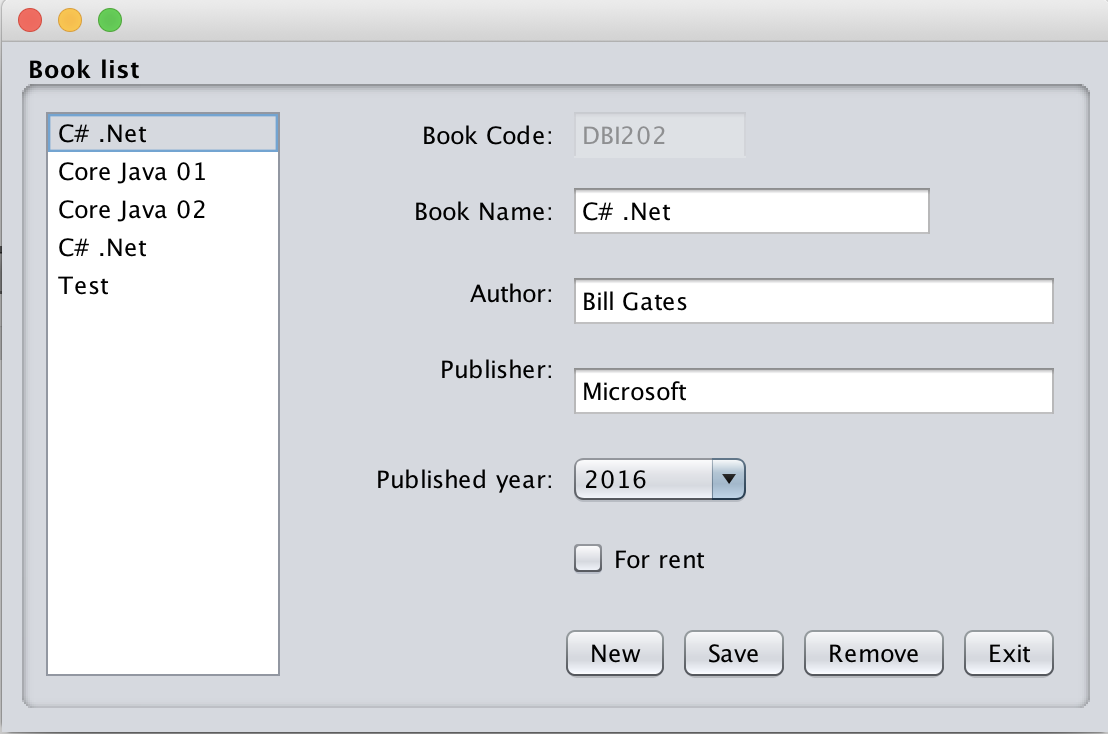 Book list
C# .Net
Core Java 01
Core Java 02
C# .Net
Test
Book Code: DBI202
Book Name: C# .Net
Author: Bill Gates
Publisher: Microsoft
Published year: 2016
For rent
New Save Remove Exit